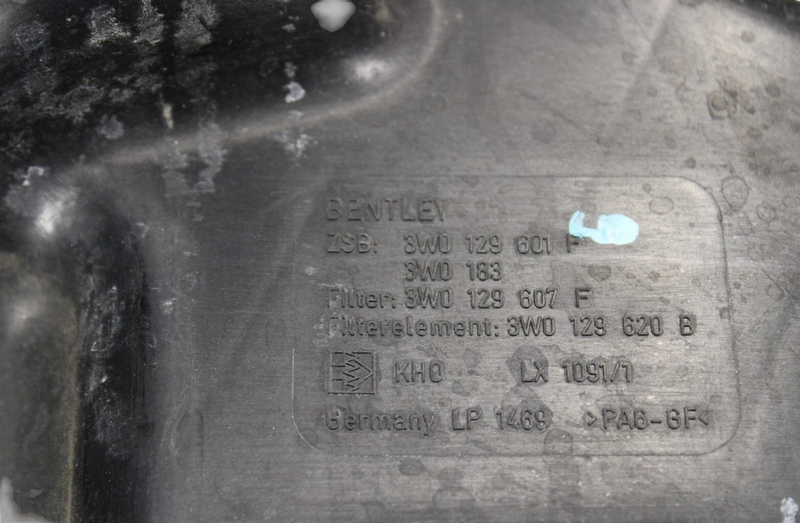 BENTLEY
ZSB: 3W0 129 601 F
3W0 183
Filter: 3W0 129 607 F
Filterelement: 3W0 129 620 B
KHO LX 1091/1
Germany LP 1469 >PA6-GF<